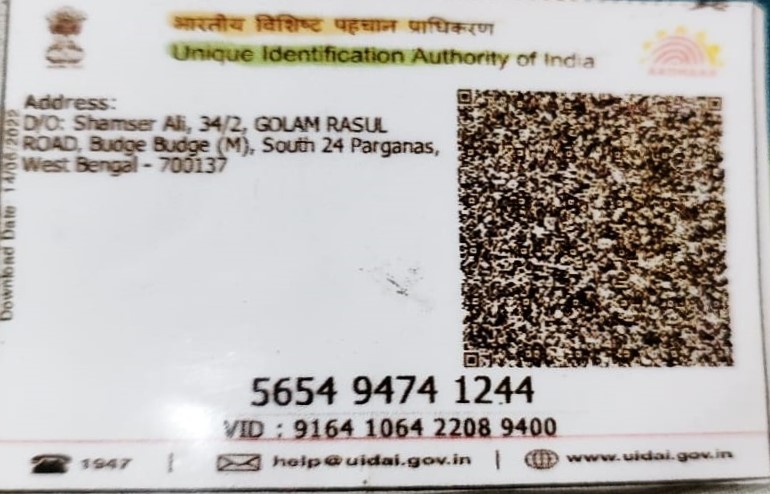 भारतीय विशिष्ट पहचान प्राधिकरण
Unique Identification Authority of India
AADHAAR
Address:
D/O: Shamser Ali, 34/2, GOLAM RASUL
ROAD, Budge Budge (M), South 24 Parganas,
West Bengal - 700137
Download Date 14/06/2022
5654 9474 1244
VID : 9164 1064 2208 9400
1947 | help@uidai.gov.in | www.uidai.gov.in